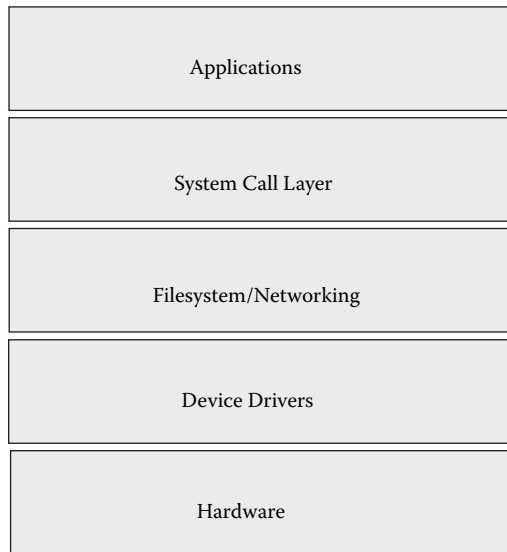 Applications
System Call Layer
Filesystem/Networking
Device Drivers
Hardware